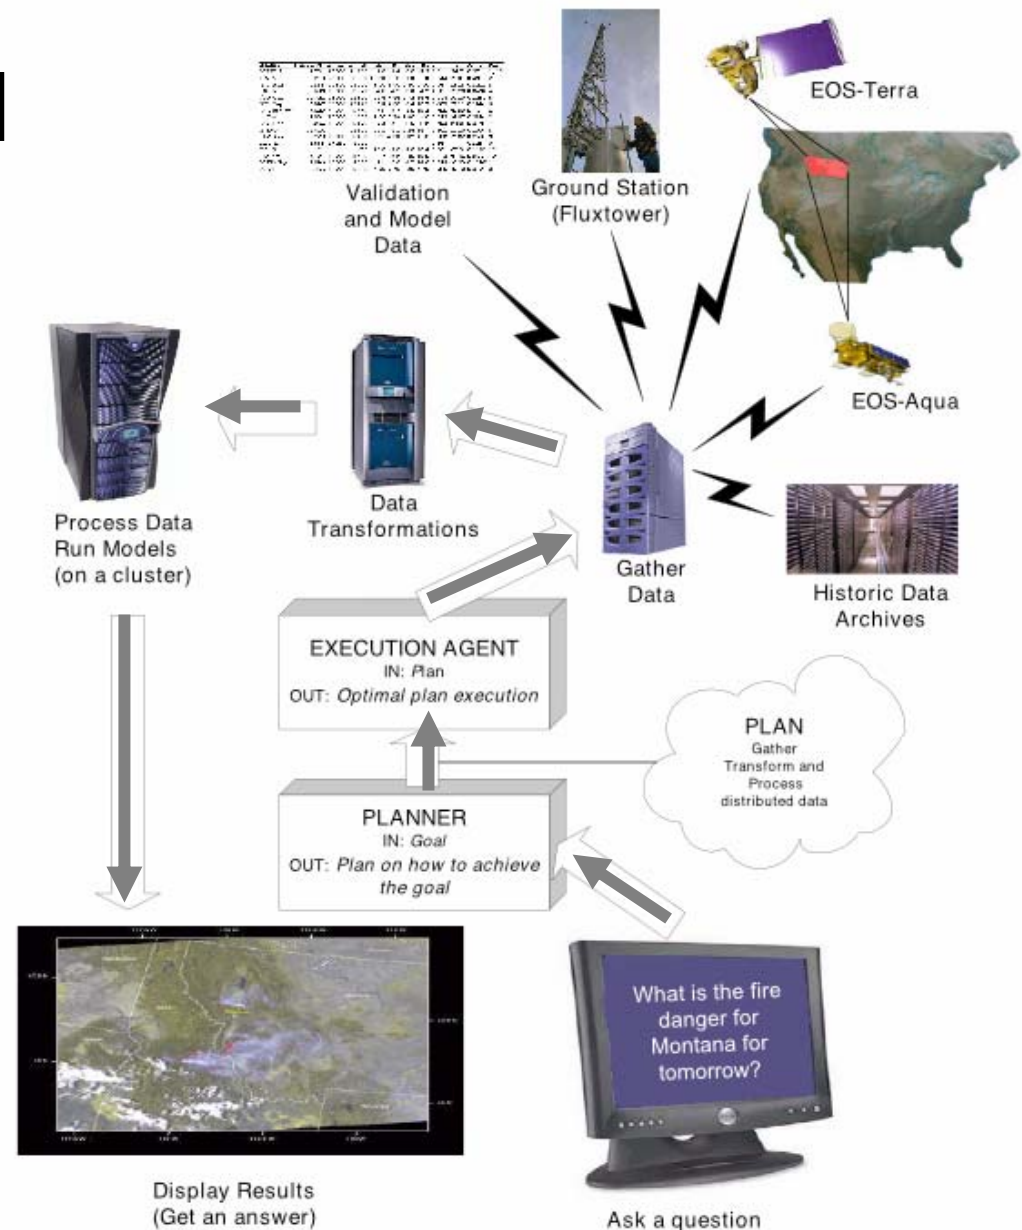 EOS-Terra
Validation
and Model
Data
Ground Station
(Fluxtower)
EOS-Aqua
Process Data
Run Models
(on a cluster)
Data
Transformations
Gather
Data
Historic Data
Archives
EXECUTION AGENT
IN: Plan
OUT: Optimal plan execution
PLAN
Gather
Transform and
Process
distributed data
PLANNER
IN: Goal
OUT: Plan on how to achieve
the goal
What is the fire
danger for
Montana for
tomorrow?
Display Results
(Get an answer)
Ask a question